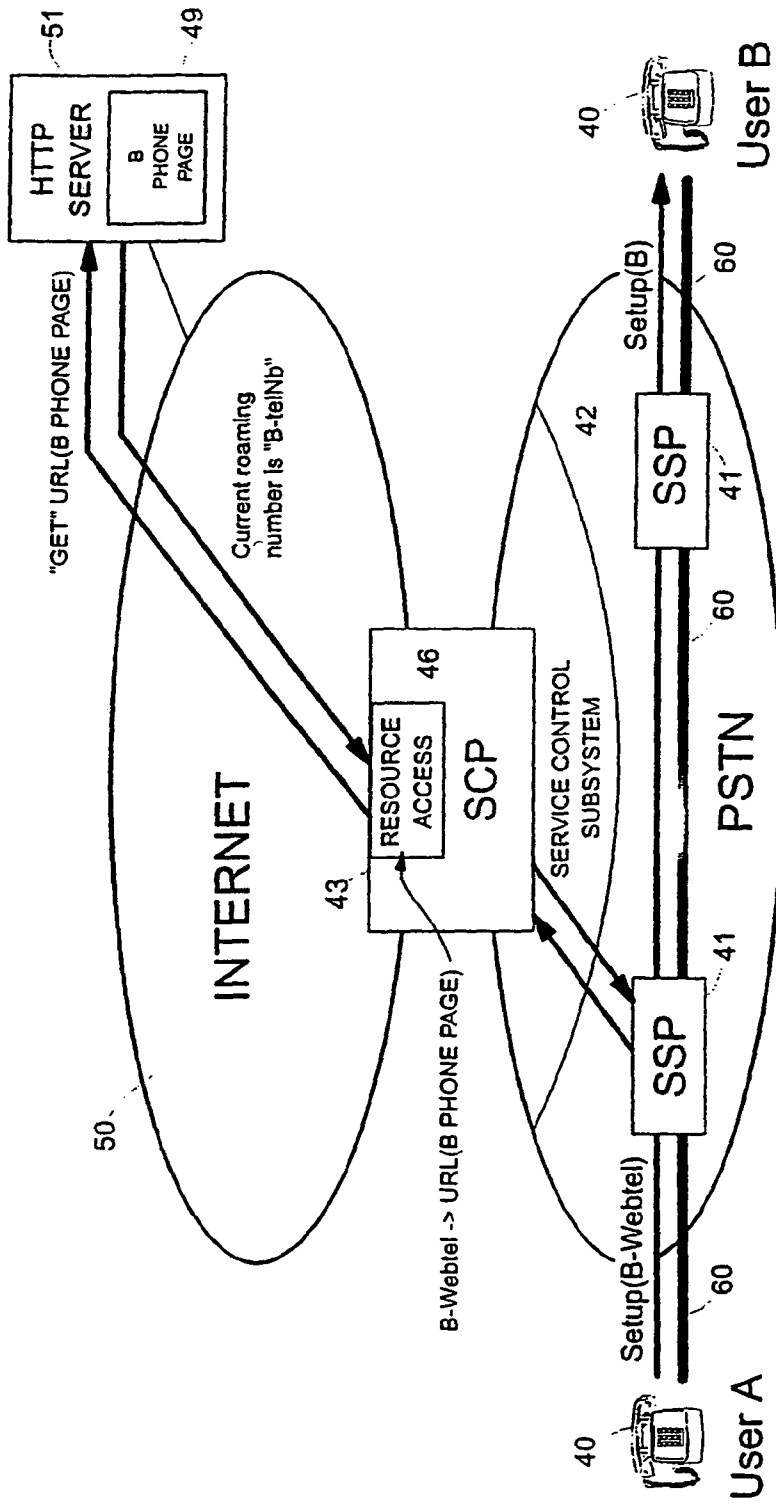 51
49
HTTP
SERVER
B
PHONE
PAGE
"GET" URL(B PHONE PAGE)
Current roaming
number is "B-telNb"
INTERNET
50
43
46
RESOURCE
ACCESS
SCP
B-Webtel -> URL(B PHONE PAGE)
SERVICE CONTROL
SUBSYSTEM
42
40
User A
Setup(B-Webtel)
60
SSP
41
PSTN
60
SSP
41
Setup(B)
60
40
User B